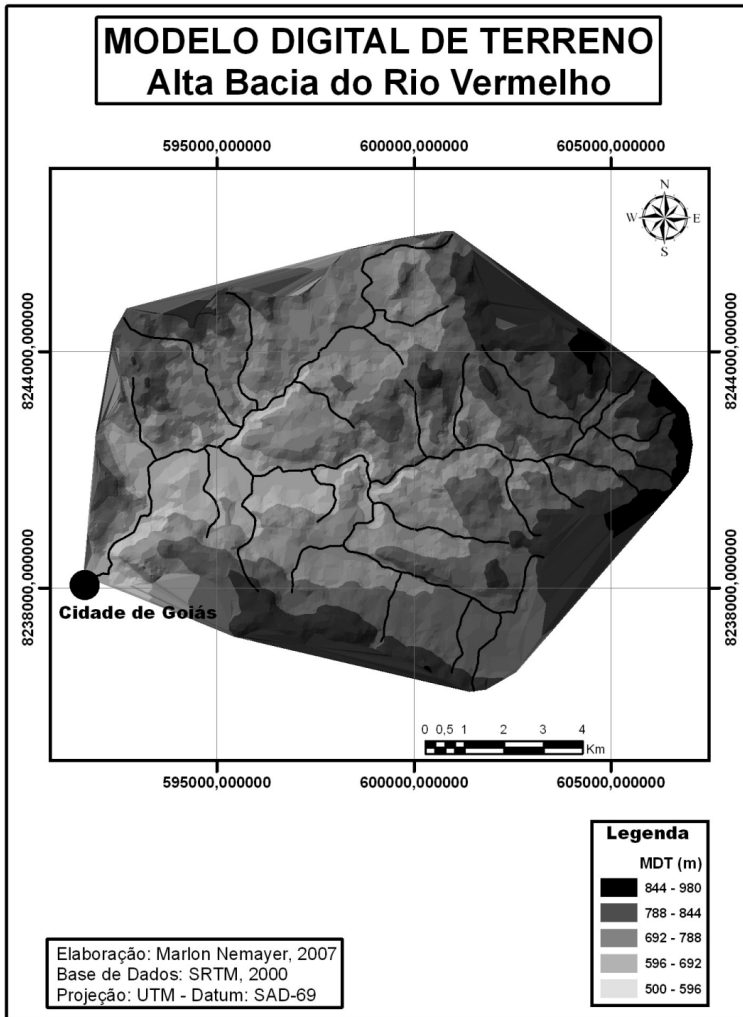 MODELO DIGITAL DE TERRENO
Alta Bacia do Rio Vermelho
595000,000000 600000,000000 605000,000000
N
W E
S
8244000,000000 8244000,000000
8238000,000000 8238000,000000
Cidade de Goiás
0 0,5 1 2 3 4
Km
595000,000000 600000,000000 605000,000000
Legenda
MDT (m)
844 - 980
788 - 844
692 - 788
596 - 692
500 - 596
Elaboração: Marlon Nemayer, 2007
Base de Dados: SRTM, 2000
Projeção: UTM - Datum: SAD-69